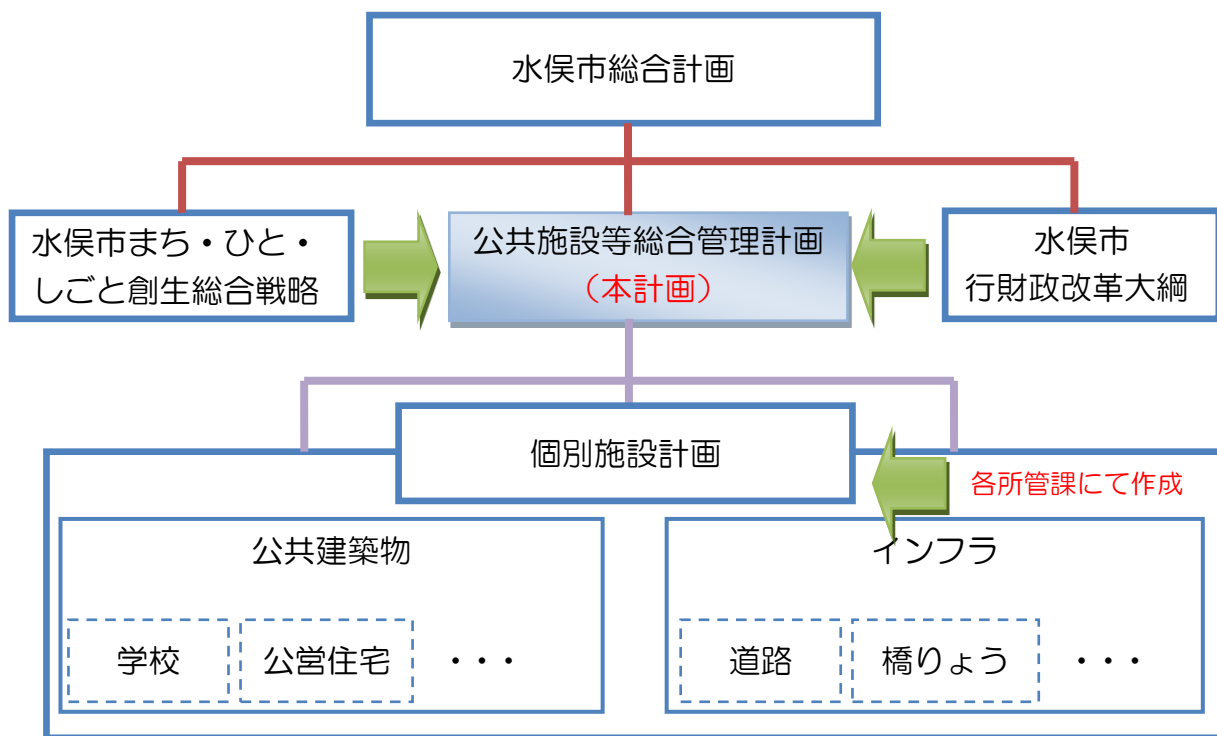 水俣市総合計画
水俣市まち・ひと・
しごと創生総合戦略
公共施設等総合管理計画
（本計画）
水俣市
行財政改革大綱
個別施設計画
各所管課にて作成
公共建築物
インフラ
学校
公営住宅
・・・
道路
橋りょう
・・・